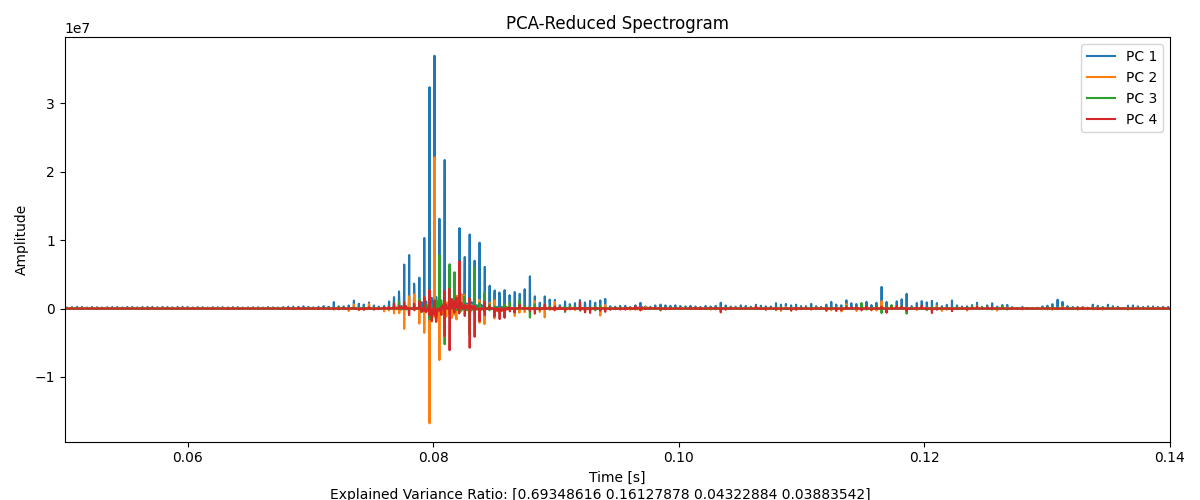 PCA-Reduced Spectrogram
1e7
PC 1
PC 2
PC 3
PC 4
3
2
1
0
−1
Amplitude
0.06
0.08
0.10
0.12
0.14
Time [s]
Explained Variance Ratio: [0.69348616 0.16127878 0.04322884 0.03883542]